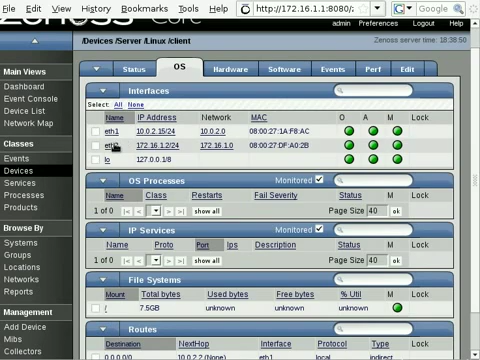 File Edit View History Bookmarks Tools Help http://172.16.1.1:8080/
Zenoss Core admin Preferences Logout Help
/Devices /Server /Linux /client Zenoss server time: 18:38:50
Status OS Hardware Software Events Perf Edit
Main Views
Dashboard
Event Console
Device List
Network Map
Classes
Events
Devices
Services
Processes
Products
Browse By
Systems
Groups
Locations
Networks
Reports
Management
Add Device
Mibs
Collectors
Interfaces
Select: All None
Name IP Address Network MAC O A M Lock
eth1 10.0.2.15/24 10.0.2.0 08:00:27:1A:F8:AC
172.16.1.2/24 172.16.1.0 08:00:27:DF:A0:2B
lo 127.0.0.1/8
OS Processes Monitored
Name Class Restarts Fail Severity Status M Lock
1 of 0 |< < > >| show all Page Size 40 ok
IP Services Monitored
Name Proto Port Ips Description Status M Lock
1 of 0 |< < > >| show all Page Size 40 ok
File Systems
Mount Total bytes Used bytes Free bytes % Util M Lock
/ 7.5GB unknown unknown unknown
Routes
Destination NextHop Interface Protocol Type
0.0.0.0/0 10.0.2.2 (None) eth1 local indirect